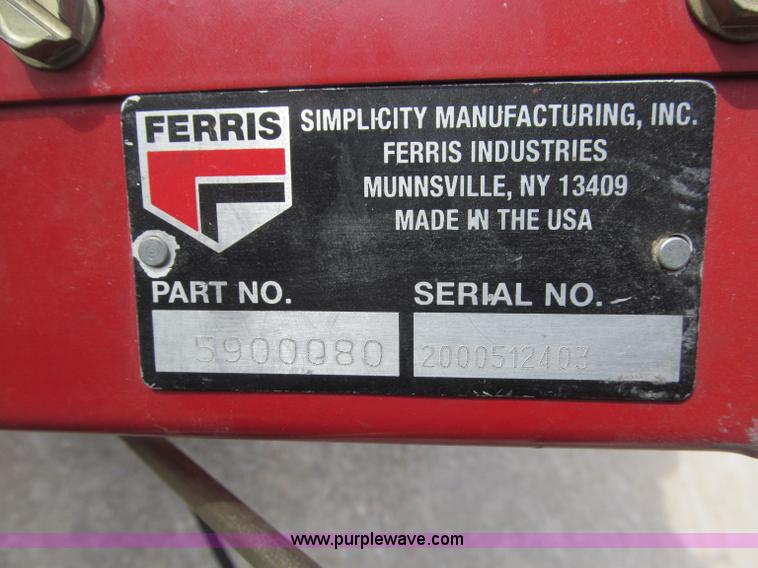 FERRIS
SIMPLICITY MANUFACTURING, INC.
FERRIS INDUSTRIES
MUNNSVILLE, NY 13409
MADE IN THE USA
PART NO.
SERIAL NO.
5900080
2000512403
www.purplewave.com